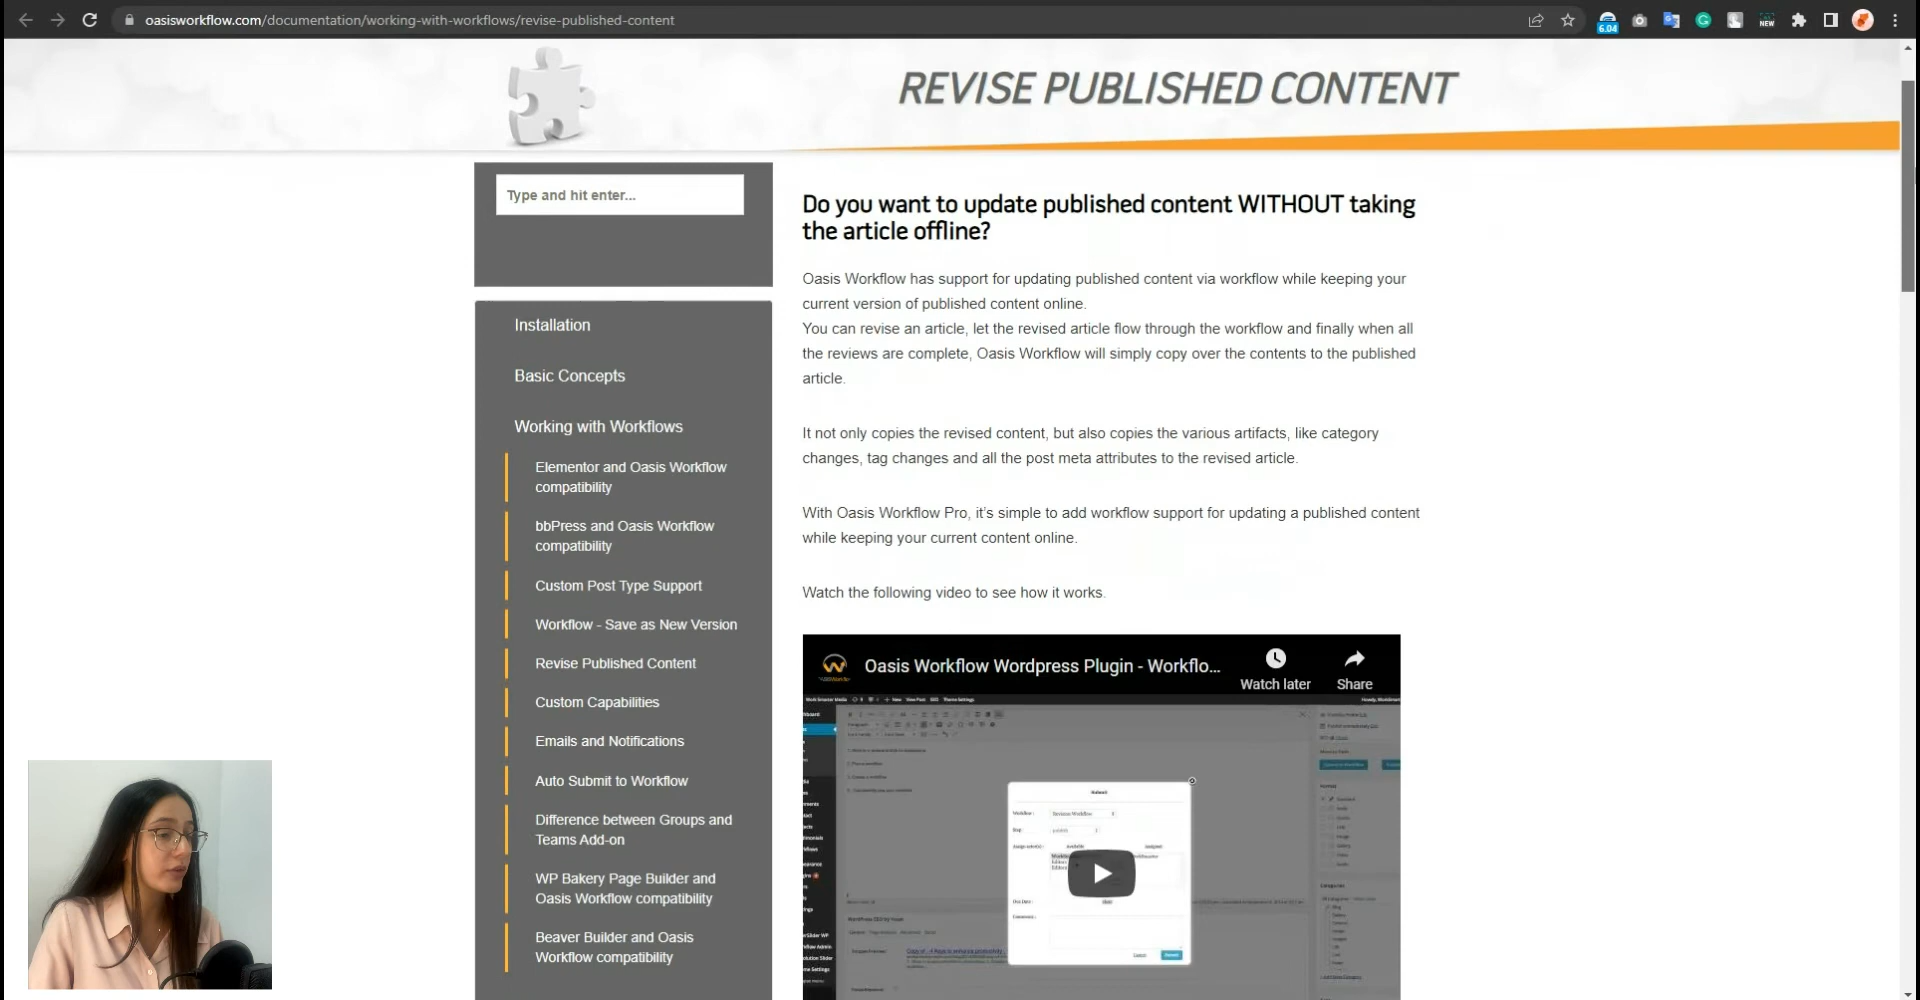 oasisworkflow.com/documentation/working-with-workflows/revise-published-content
6.04
NEW
REVISE PUBLISHED CONTENT
Type and hit enter...
Installation
Basic Concepts
Working with Workflows
Elementor and Oasis Workflow
compatibility
bbPress and Oasis Workflow
compatibility
Custom Post Type Support
Workflow - Save as New Version
Revise Published Content
Custom Capabilities
Emails and Notifications
Auto Submit to Workflow
Difference between Groups and
Teams Add-on
WP Bakery Page Builder and
Oasis Workflow compatibility
Beaver Builder and Oasis
Workflow compatibility
Do you want to update published content WITHOUT taking
the article offline?
Oasis Workflow has support for updating published content via workflow while keeping your
current version of published content online.
You can revise an article, let the revised article flow through the workflow and finally when all
the reviews are complete, Oasis Workflow will simply copy over the contents to the published
article.
It not only copies the revised content, but also copies the various artifacts, like category
changes, tag changes and all the post meta attributes to the revised article.
With Oasis Workflow Pro, it's simple to add workflow support for updating a published content
while keeping your current content online.
Watch the following video to see how it works.
Oasis Workflow Wordpress Plugin - Workflo...
Watch later
Share